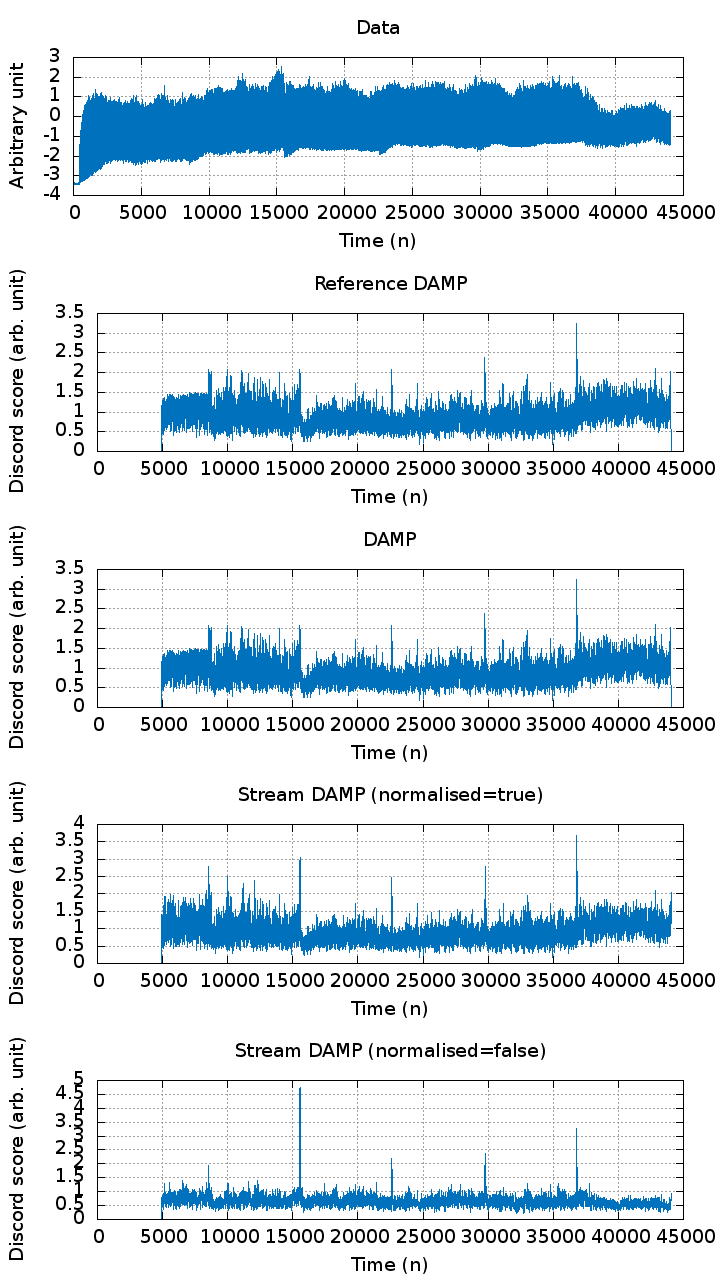 Data
Arbitrary unit
3
2
1
0
-1
-2
-3
-4
0 5000 10000 15000 20000 25000 30000 35000 40000 45000
Time (n)
Reference DAMP
Discord score (arb. unit)
3.5
3
2.5
2
1.5
1
0.5
0
0 5000 10000 15000 20000 25000 30000 35000 40000 45000
Time (n)
DAMP
Discord score (arb. unit)
3.5
3
2.5
2
1.5
1
0.5
0
0 5000 10000 15000 20000 25000 30000 35000 40000 45000
Time (n)
Stream DAMP (normalised=true)
Discord score (arb. unit)
4
3.5
3
2.5
2
1.5
1
0.5
0
0 5000 10000 15000 20000 25000 30000 35000 40000 45000
Time (n)
Stream DAMP (normalised=false)
Discord score (arb. unit)
5
4.5
4
3.5
3
2.5
2
1.5
1
0.5
0
0 5000 10000 15000 20000 25000 30000 35000 40000 45000
Time (n)